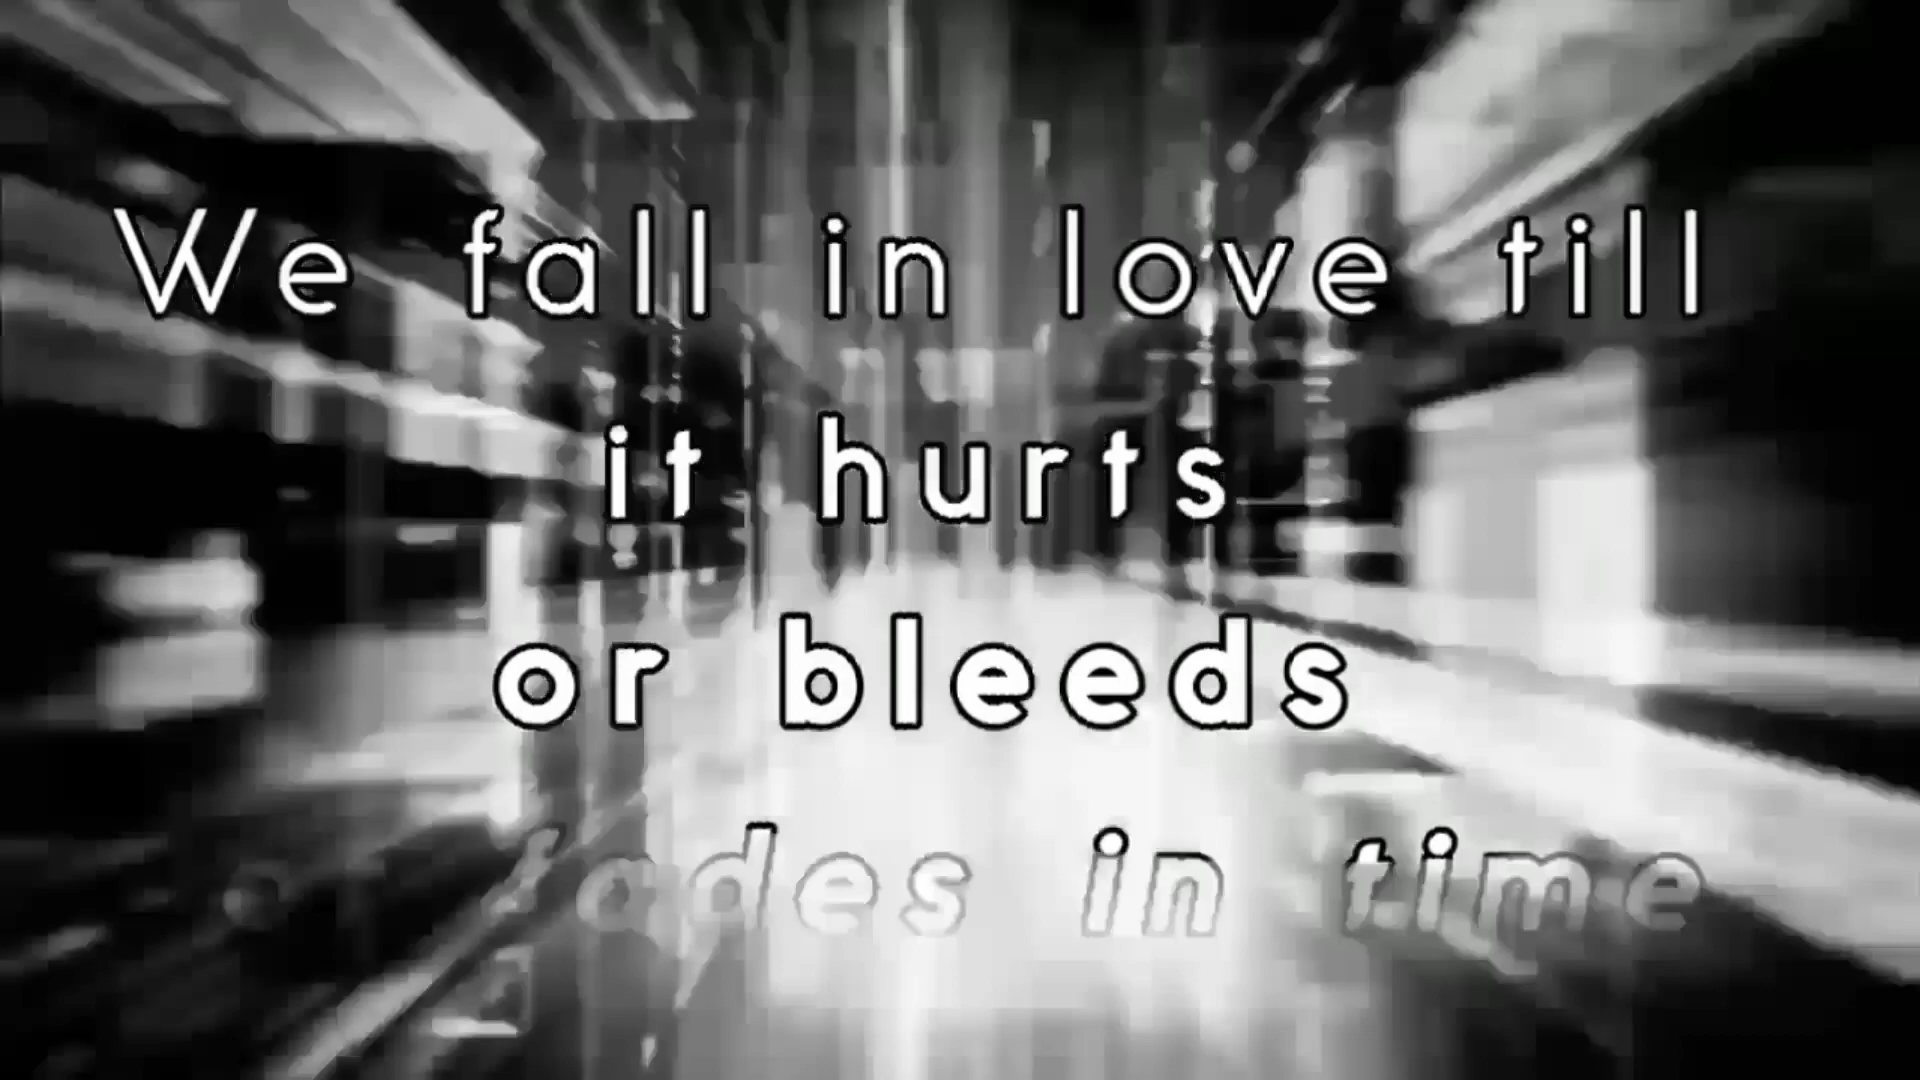 We fall in love till
it hurts
or bleeds
fades in time